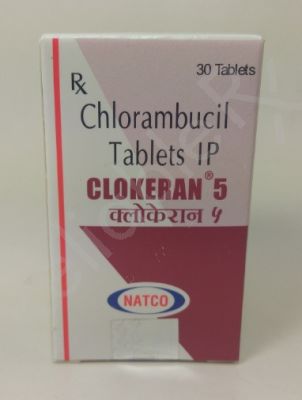 30 Tablets
Rx
Chlorambucil
Tablets IP
CLOKERAN® 5
क्लोकेरान ५
NATCO